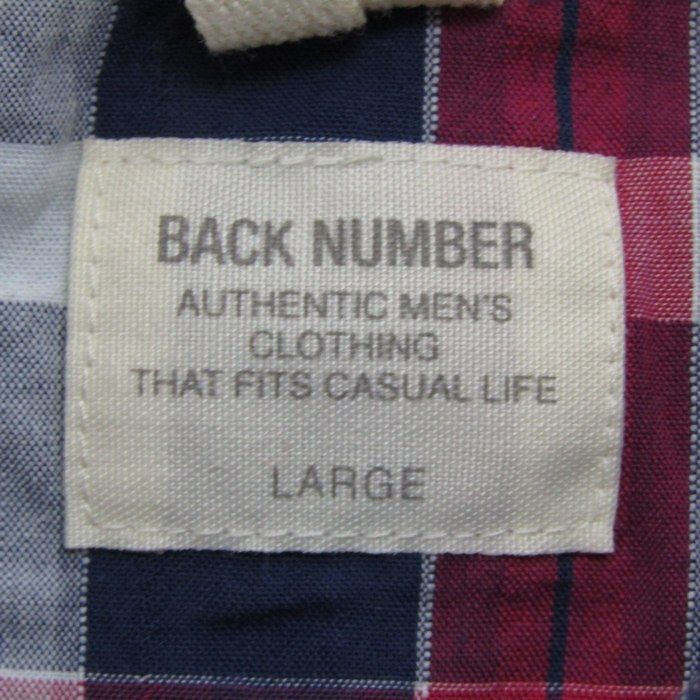 BACK NUMBER
AUTHENTIC MEN'S
CLOTHING
THAT FITS CASUAL LIFE
LARGE